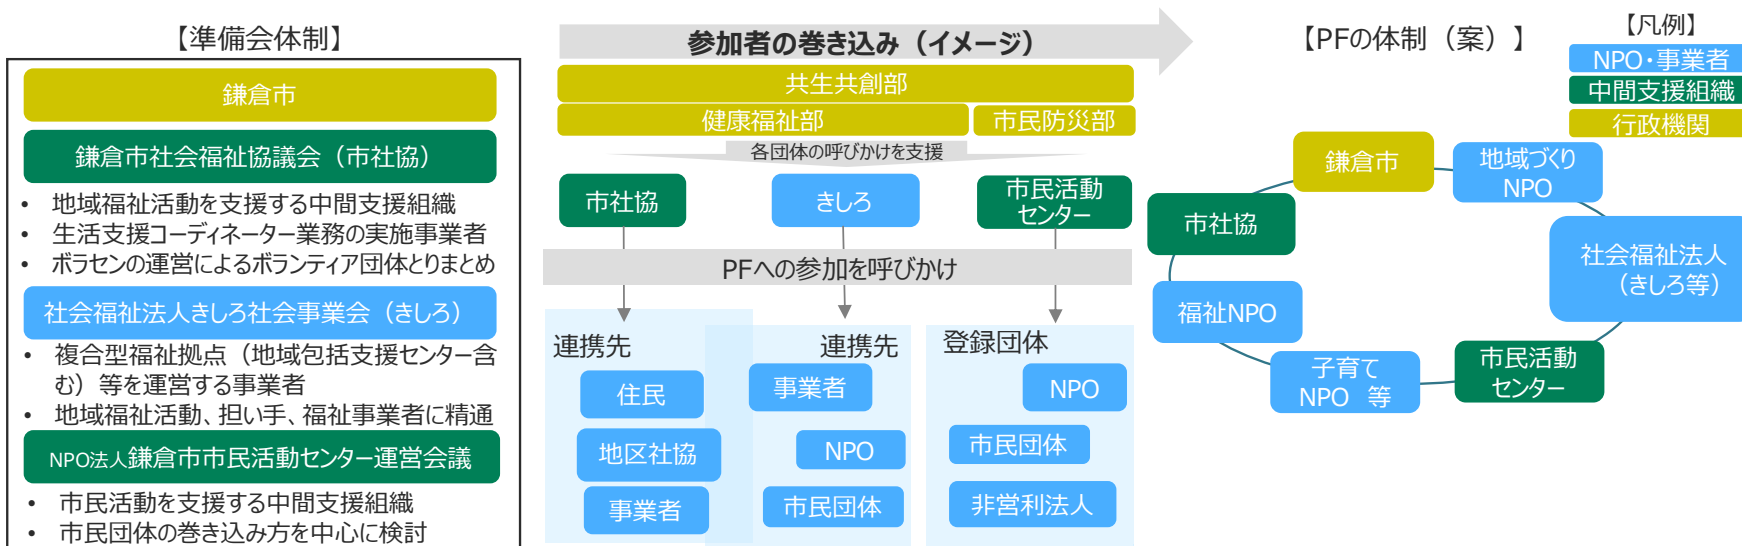 【準備会体制】
鎌倉市
鎌倉市社会福祉協議会（市社協）
• 地域福祉活動を支援する中間支援組織
• 生活支援コーディネーター業務の実施事業者
• ボラセンの運営によるボランティア団体とりまとめ
社会福祉法人きしろ社会事業会（きしろ）
• 複合型福祉拠点（地域包括支援センター含
む）等を運営する事業者
• 地域福祉活動、担い手、福祉事業者に精通
NPO法人鎌倉市市民活動センター運営会議
• 市民活動を支援する中間支援組織
• 市民団体の巻き込み方を中心に検討
参加者の巻き込み（イメージ）
共生共創部
健康福祉部
市民防災部
各団体の呼びかけを支援
市社協
きしろ
市民活動
センター
PFへの参加を呼びかけ
連携先
住民
地区社協
事業者
連携先
事業者
NPO
市民団体
登録団体
NPO
市民団体
非営利法人
【PFの体制（案）】
鎌倉市
地域づくり
NPO
市社協
社会福祉法人
（きしろ等）
福祉NPO
子育て
NPO 等
市民活動
センター
【凡例】
NPO・事業者
中間支援組織
行政機関